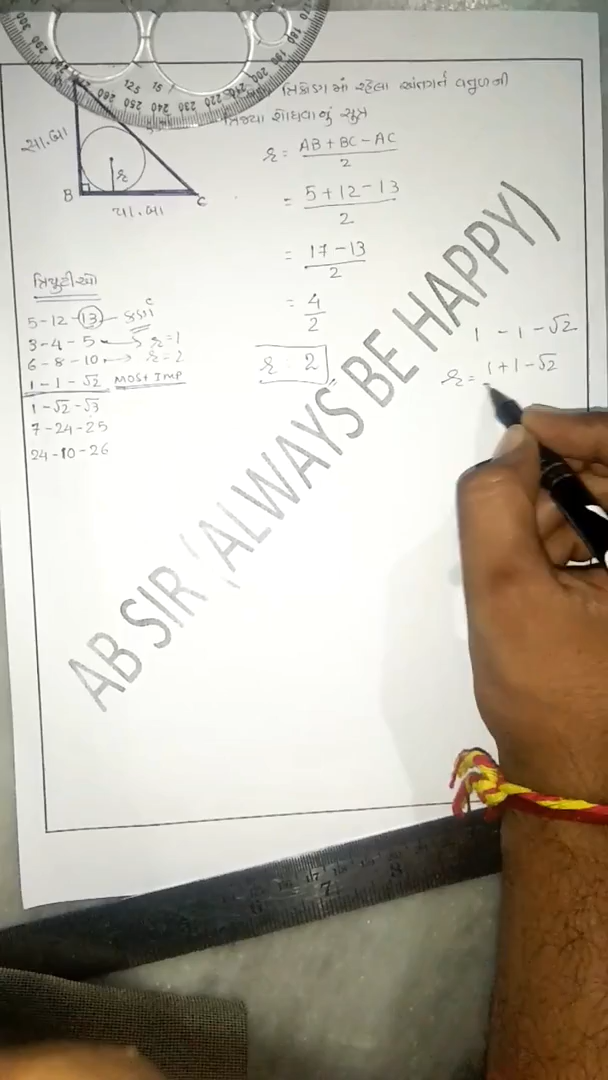 ત્રિકોણ માં રહેલા અંતર્ગત વર્તુળની
ત્રિજ્યા શોધવાનું સૂત્ર
સા.બા
B
r
C
પા.બા
r = AB + BC - AC / 2
= 5 + 12 - 13 / 2
= 17 - 13 / 2
= 4 / 2
r = 2
ત્રિપુટીઓ
5 - 12 - 13 - કર્ણ
3 - 4 - 5 → r = 1
6 - 8 - 10 → r = 2
1 - 1 - √2 MOST IMP
1 - √2 - √3
7 - 24 - 25
24 - 10 - 26
1 - 1 - √2
r = 1 + 1 - √2
AB SIR (ALWAYS BE HAPPY)